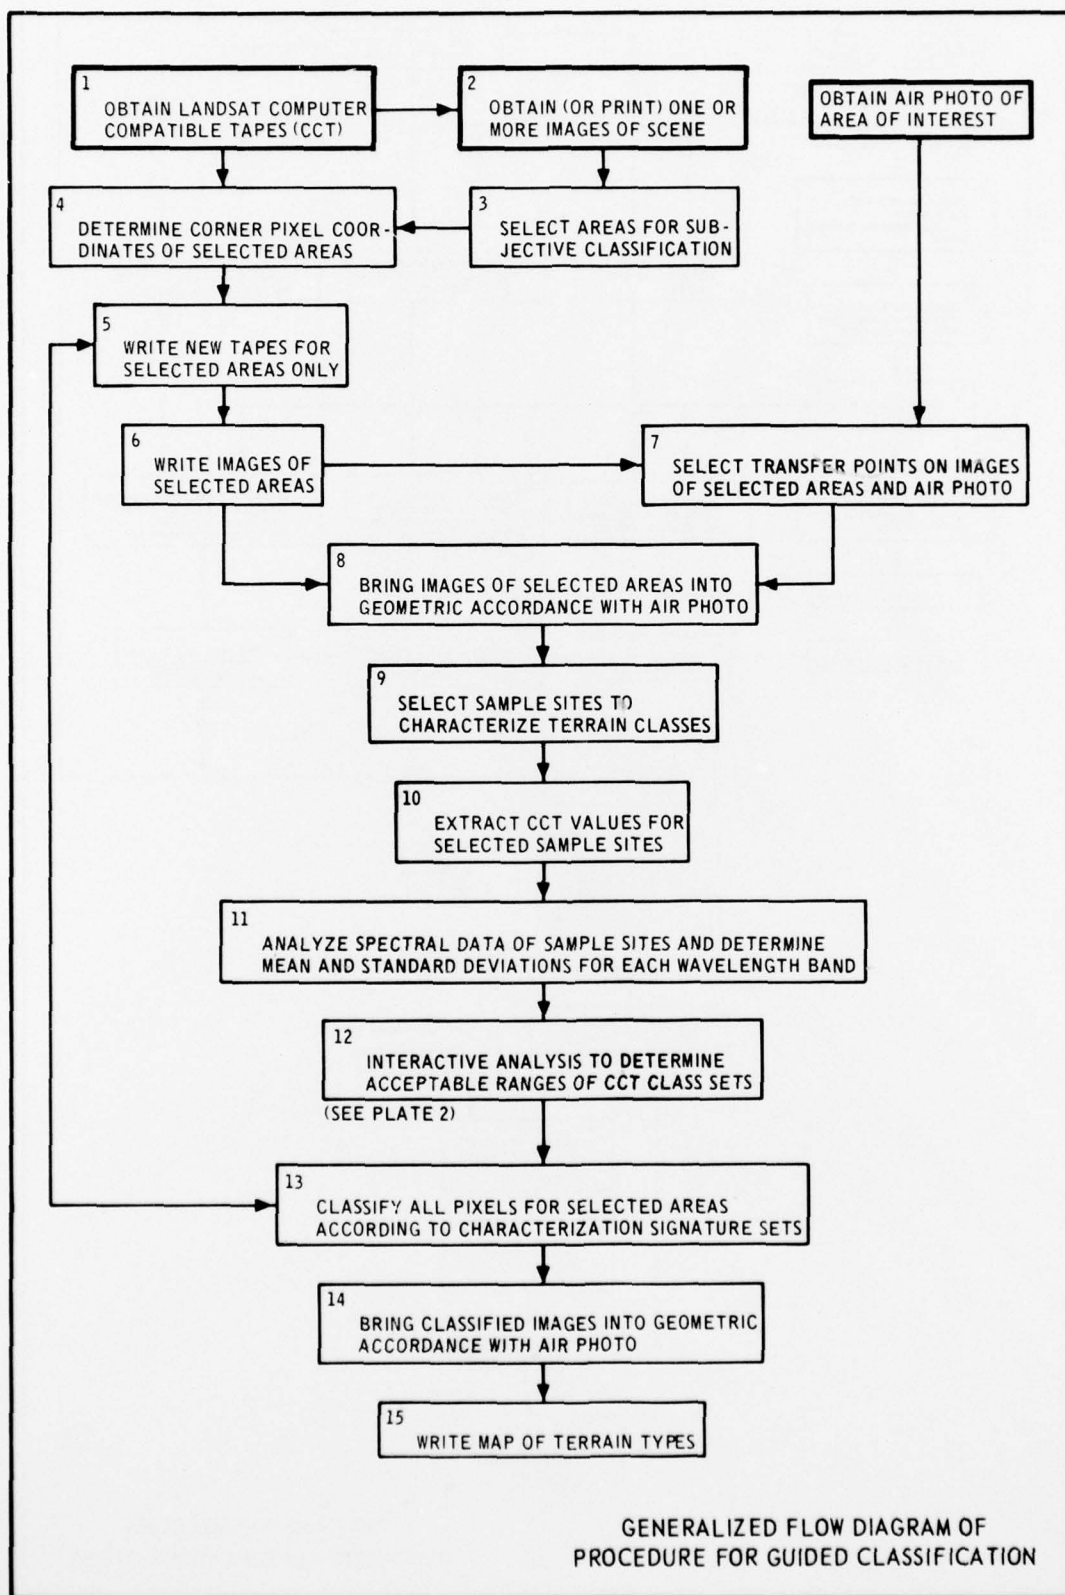 1
OBTAIN LANDSAT COMPUTER
COMPATIBLE TAPES (CCT)
2
OBTAIN (OR PRINT) ONE OR
MORE IMAGES OF SCENE
OBTAIN AIR PHOTO OF
AREA OF INTEREST
3
SELECT AREAS FOR SUB-
JECTIVE CLASSIFICATION
4
DETERMINE CORNER PIXEL COOR-
DINATES OF SELECTED AREAS
5
WRITE NEW TAPES FOR
SELECTED AREAS ONLY
6
WRITE IMAGES OF
SELECTED AREAS
7
SELECT TRANSFER POINTS ON IMAGES
OF SELECTED AREAS AND AIR PHOTO
8
BRING IMAGES OF SELECTED AREAS INTO
GEOMETRIC ACCORDANCE WITH AIR PHOTO
9
SELECT SAMPLE SITES TO
CHARACTERIZE TERRAIN CLASSES
10
EXTRACT CCT VALUES FOR
SELECTED SAMPLE SITES
11
ANALYZE SPECTRAL DATA OF SAMPLE SITES AND DETERMINE
MEAN AND STANDARD DEVIATIONS FOR EACH WAVELENGTH BAND
12
INTERACTIVE ANALYSIS TO DETERMINE
ACCEPTABLE RANGES OF CCT CLASS SETS
(SEE PLATE 2)
13
CLASSIFY ALL PIXELS FOR SELECTED AREAS
ACCORDING TO CHARACTERIZATION SIGNATURE SETS
14
BRING CLASSIFIED IMAGES INTO GEOMETRIC
ACCORDANCE WITH AIR PHOTO
15
WRITE MAP OF TERRAIN TYPES
GENERALIZED FLOW DIAGRAM OF
PROCEDURE FOR GUIDED CLASSIFICATION